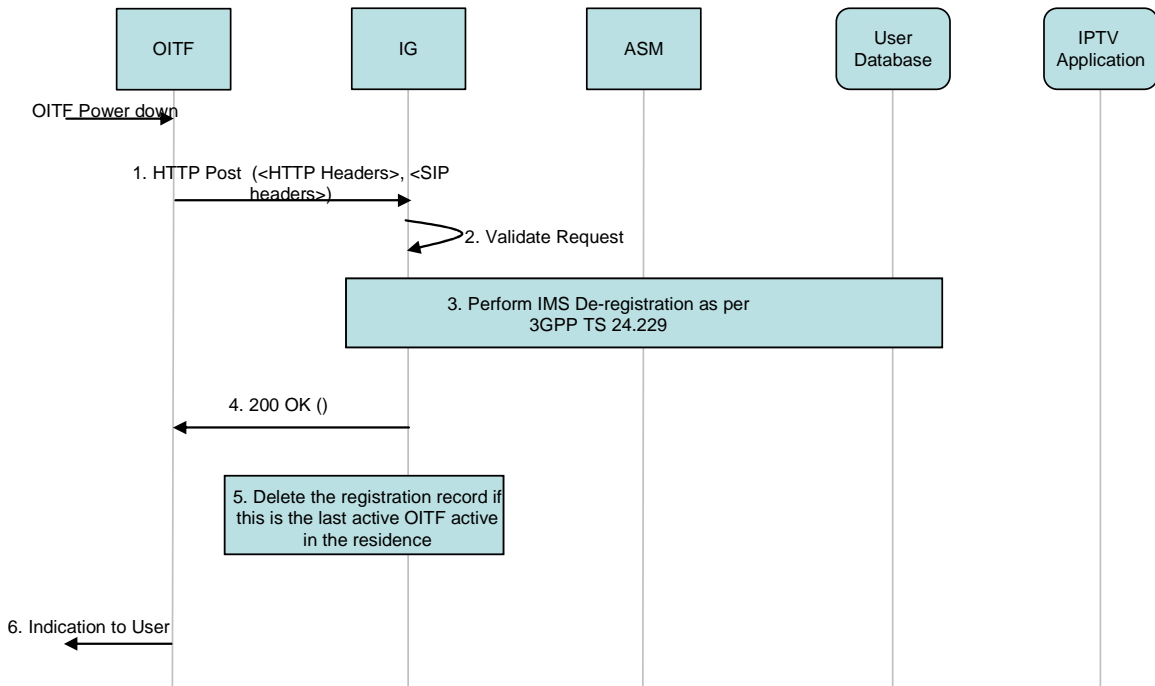 OITF
IG
ASM
User
Database
IPTV
Application
OITF Power down
1. HTTP Post (<HTTP Headers>, <SIP
headers>)
2. Validate Request
3. Perform IMS De-registration as per
3GPP TS 24.229
4. 200 OK ()
5. Delete the registration record if
this is the last active OITF active
in the residence
6. Indication to User